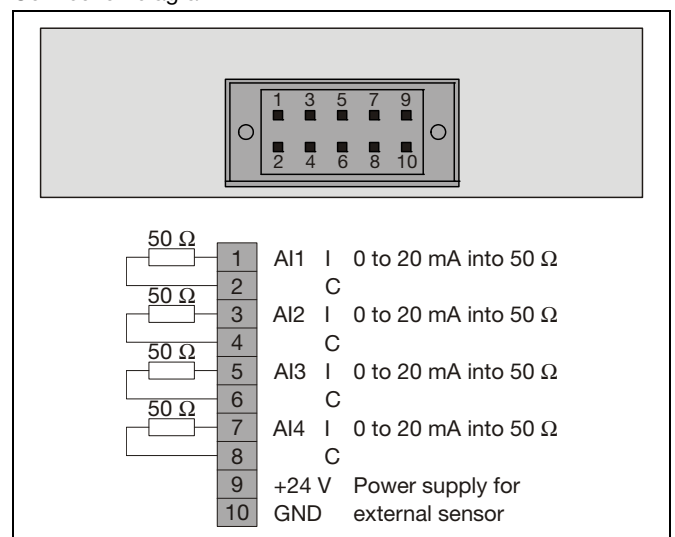 1 3 5 7 9
2 4 6 8 10
50 Ω
1 AI1 I 0 to 20 mA into 50 Ω
2 C
50 Ω
3 AI2 I 0 to 20 mA into 50 Ω
4 C
50 Ω
5 AI3 I 0 to 20 mA into 50 Ω
6 C
50 Ω
7 AI4 I 0 to 20 mA into 50 Ω
8 C
9 +24 V Power supply for
10 GND external sensor